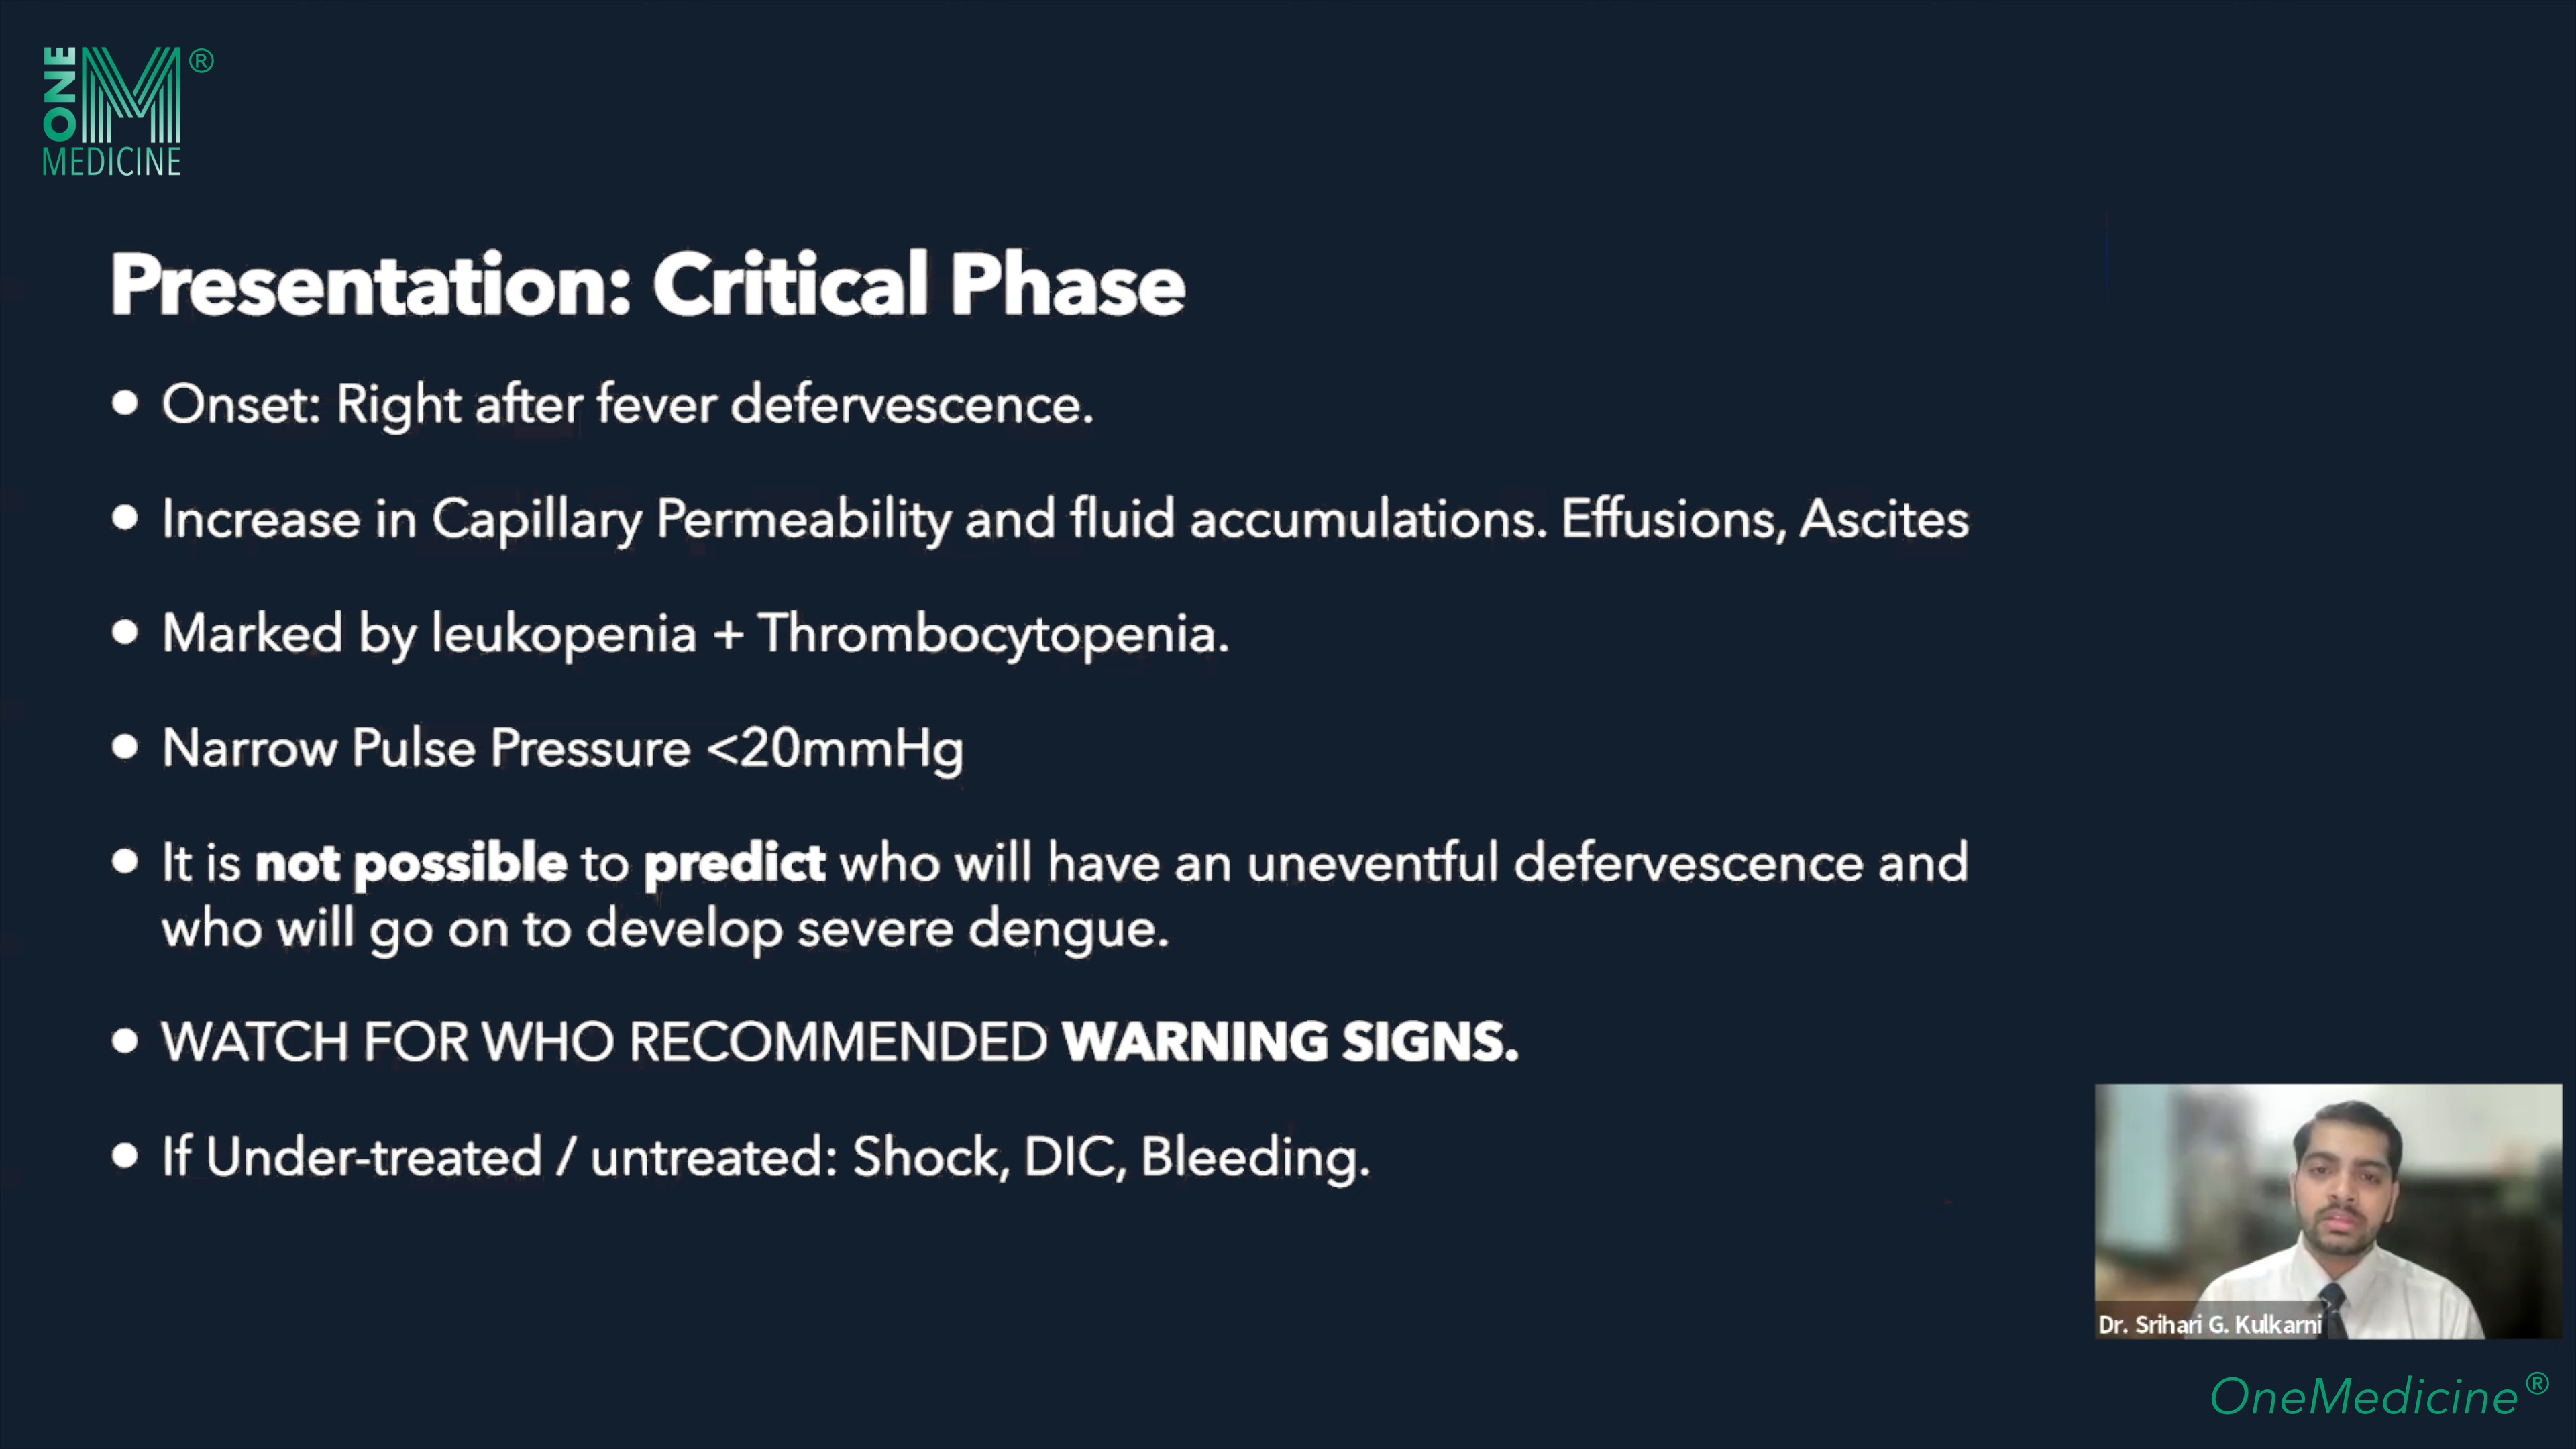 ONE
M®
MEDICINE
Presentation: Critical Phase
• Onset: Right after fever defervescence.
• Increase in Capillary Permeability and fluid accumulations. Effusions, Ascites
• Marked by leukopenia + Thrombocytopenia.
• Narrow Pulse Pressure <20mmHg
• It is not possible to predict who will have an uneventful defervescence and
who will go on to develop severe dengue.
• WATCH FOR WHO RECOMMENDED WARNING SIGNS.
• If Under-treated / untreated: Shock, DIC, Bleeding.
Dr. Srihari G. Kulkarni
OneMedicine®